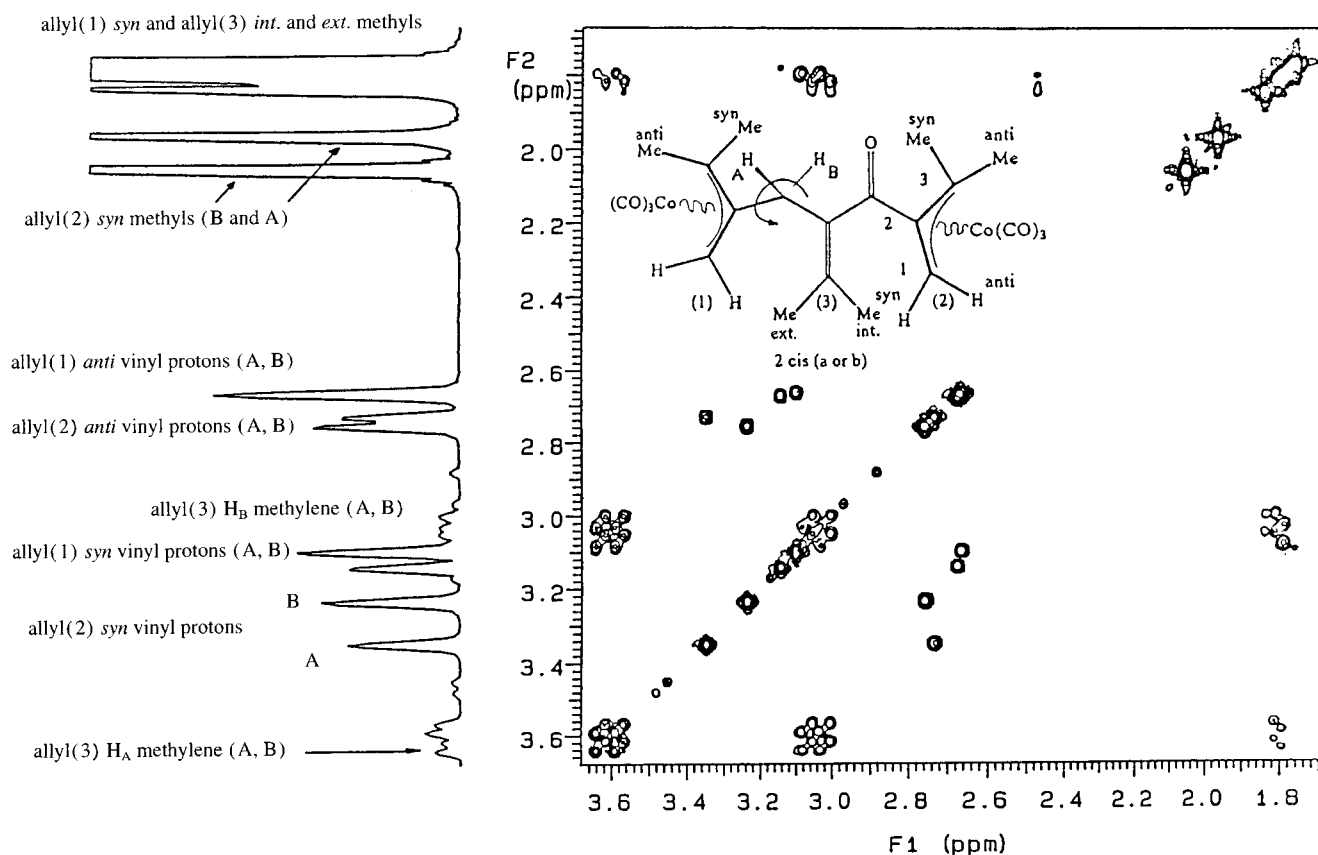 allyl(1) syn and allyl(3) int. and ext. methyls
allyl(2) syn methyls (B and A)
allyl(1) anti vinyl protons (A, B)
allyl(2) anti vinyl protons (A, B)
allyl(3) H_B methylene (A, B)
allyl(1) syn vinyl protons (A, B)
B
allyl(2) syn vinyl protons
A
allyl(3) H_A methylene (A, B)
F2
(ppm)
2.0
2.2
2.4
2.6
2.8
3.0
3.2
3.4
3.6
syn
Me
anti
Me
H
A
H
B
O
syn
Me
anti
Me
3
(CO)₃Co
2
Co(CO)₃
1
H
(1)
H
Me
ext.
(3)
Me
int.
syn
H
(2)
H
anti
2 cis (a or b)
3.6 3.4 3.2 3.0 2.8 2.6 2.4 2.2 2.0 1.8
F1 (ppm)